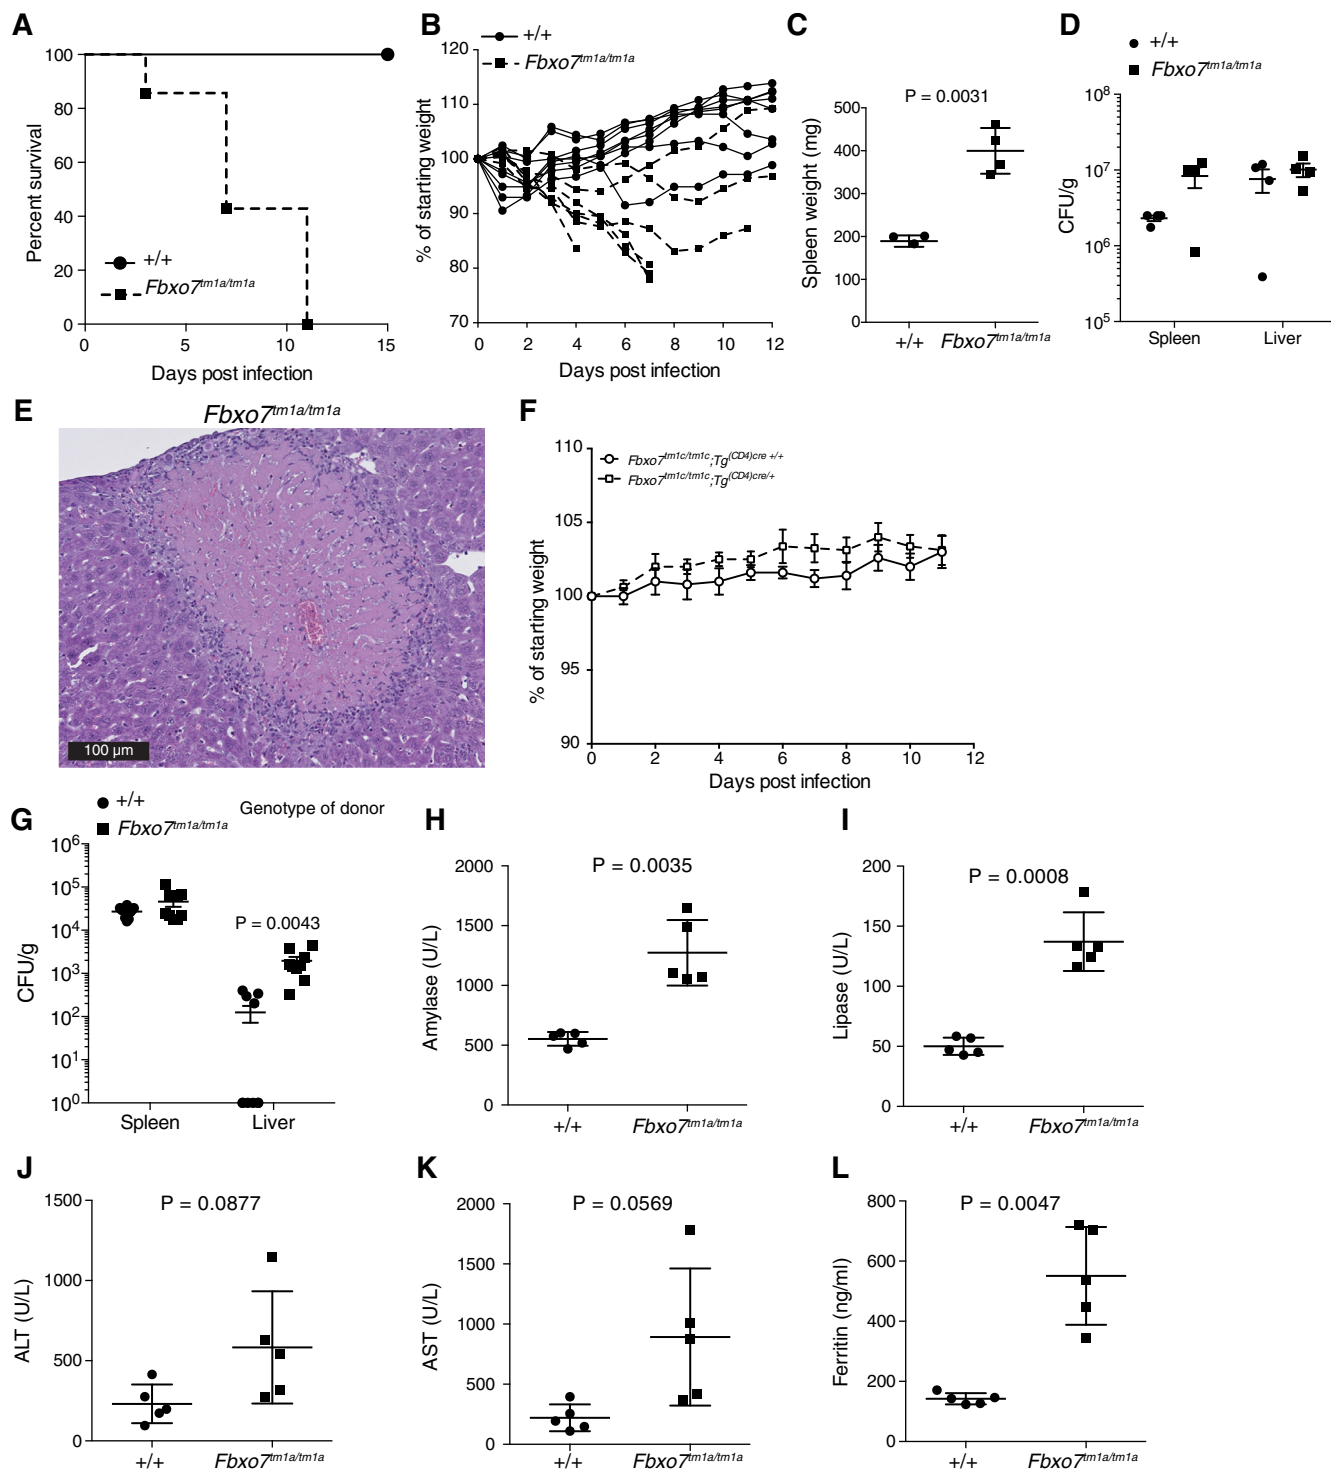 A
100
80
60
40
20
0
Percent survival
+/+
Fbxo7tm1a/tm1a
0 5 10 15
Days post infection
B
+/+
Fbxo7tm1a/tm1a
120
110
100
90
80
70
% of starting weight
0 2 4 6 8 10 12
Days post infection
C
P = 0.0031
500
400
300
200
100
0
Spleen weight (mg)
+/+ Fbxo7tm1a/tm1a
D
+/+
Fbxo7tm1a/tm1a
10⁸
10⁷
10⁶
10⁵
CFU/g
Spleen Liver
E
Fbxo7tm1a/tm1a
100 µm
F
Fbxo7tm1c/tm1c;Tg(CD4)cre +/+
Fbxo7tm1c/tm1c;Tg(CD4)cre/+
110
105
100
95
90
% of starting weight
0 2 4 6 8 10 12
Days post infection
G
+/+
Fbxo7tm1a/tm1a
Genotype of donor
10⁶
10⁵
10⁴
10³
10²
10¹
10⁰
CFU/g
P = 0.0043
Spleen Liver
H
P = 0.0035
2000
1500
1000
500
0
Amylase (U/L)
+/+ Fbxo7tm1a/tm1a
I
P = 0.0008
200
150
100
50
0
Lipase (U/L)
+/+ Fbxo7tm1a/tm1a
J
P = 0.0877
1500
1000
500
0
ALT (U/L)
+/+ Fbxo7tm1a/tm1a
K
P = 0.0569
2000
1500
1000
500
0
AST (U/L)
+/+ Fbxo7tm1a/tm1a
L
P = 0.0047
800
600
400
200
0
Ferritin (ng/ml)
+/+ Fbxo7tm1a/tm1a